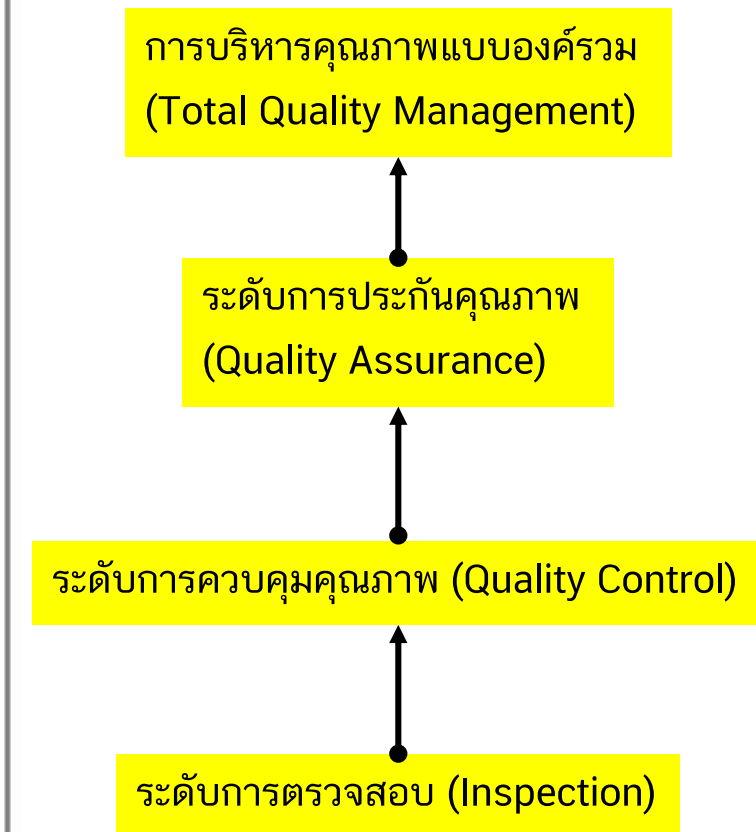 การบริหารคุณภาพแบบองค์รวม
(Total Quality Management)
ระดับการประกันคุณภาพ
(Quality Assurance)
ระดับการควบคุมคุณภาพ (Quality Control)
ระดับการตรวจสอบ (Inspection)